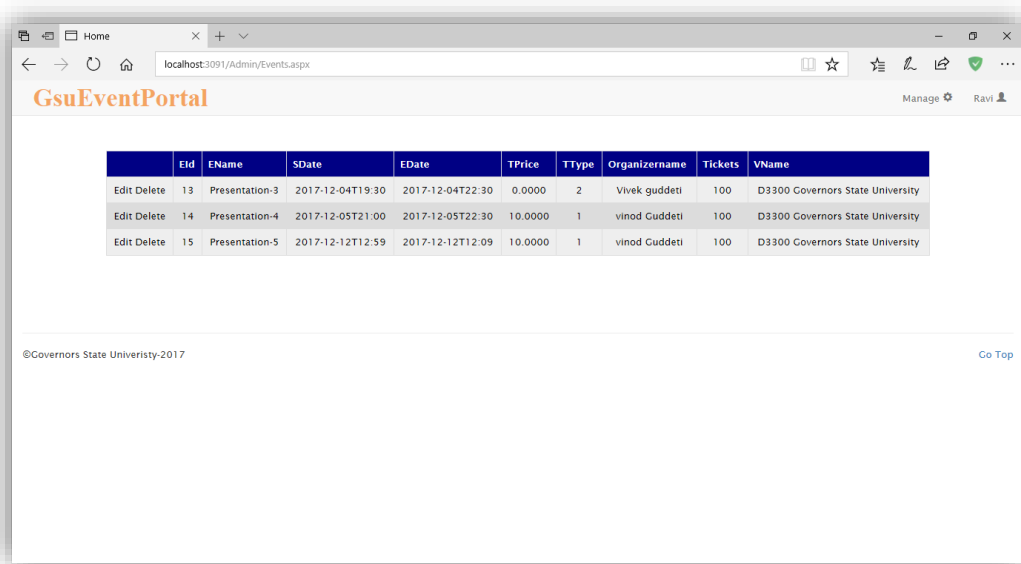 Home
localhost:3091/Admin/Events.aspx
GsuEventPortal Manage Ravi
EId EName SDate EDate TPrice TType Organizername Tickets VName
Edit Delete 13 Presentation-3 2017-12-04T19:30 2017-12-04T22:30 0.0000 2 Vivek guddeti 100 D3300 Governors State University
Edit Delete 14 Presentation-4 2017-12-05T21:00 2017-12-05T22:30 10.0000 1 vinod Guddeti 100 D3300 Governors State University
Edit Delete 15 Presentation-5 2017-12-12T12:59 2017-12-12T12:09 10.0000 1 vinod Guddeti 100 D3300 Governors State University
©Governors State Univeristy-2017 Go Top